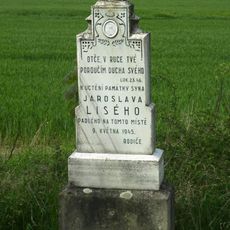 OTČE, V RUCE TVÉ
POROUČÍM DUCHA SVÉHO
LUK. 23.46.
K UCTĚNÍ PAMÁTKY SYNA
JAROSLAVA
LISÉHO
PADLÉHO NA TOMTO MÍSTĚ
9. KVĚTNA 1945.
RODIČE